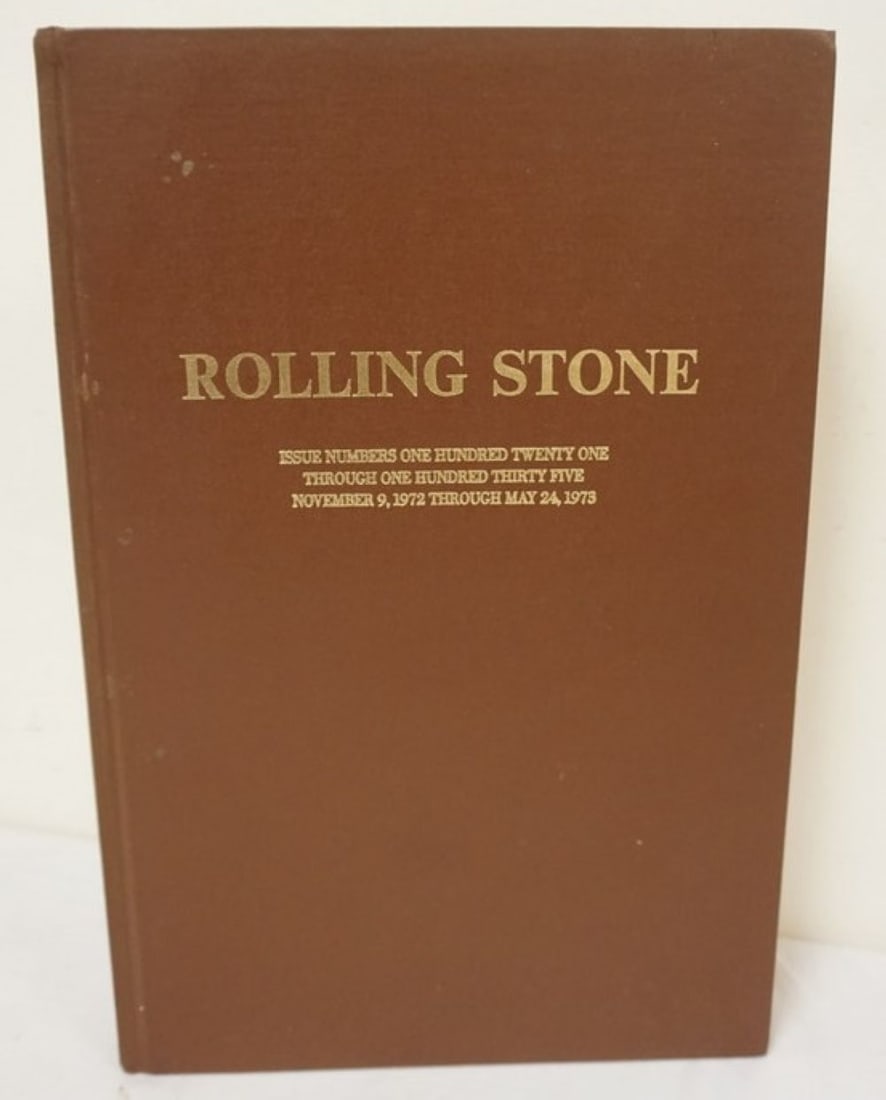 ROLLING STONE
ISSUE NUMBERS ONE HUNDRED TWENTY ONE
THROUGH ONE HUNDRED THIRTY FIVE
NOVEMBER 9, 1972 THROUGH MAY 24, 1973